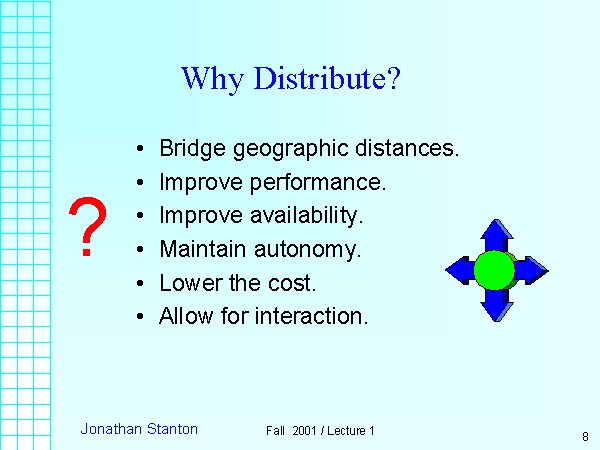 Why Distribute?
• Bridge geographic distances.
• Improve performance.
• Improve availability.
• Maintain autonomy.
• Lower the cost.
• Allow for interaction.
?
Jonathan Stanton
Fall 2001 / Lecture 1
8